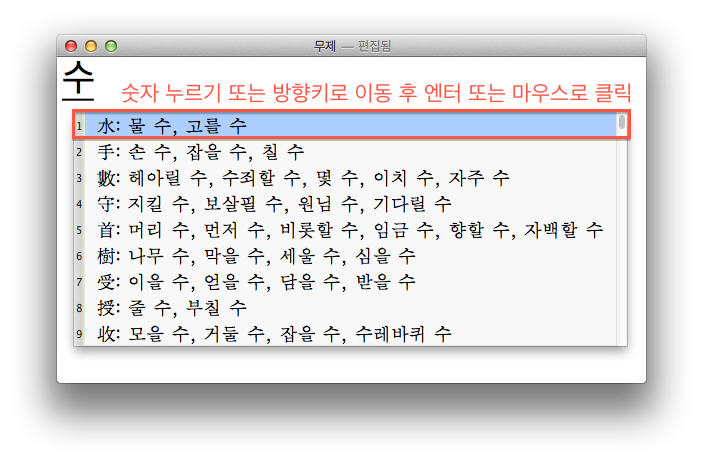 무제 — 편집됨
수
숫자 누르기 또는 방향키로 이동 후 엔터 또는 마우스로 클릭
1 水: 물 수, 고를 수
2 手: 손 수, 잡을 수, 칠 수
3 數: 헤아릴 수, 수죄할 수, 몇 수, 이치 수, 자주 수
4 守: 지킬 수, 보살필 수, 원님 수, 기다릴 수
5 首: 머리 수, 먼저 수, 비롯할 수, 임금 수, 향할 수, 자백할 수
6 樹: 나무 수, 막을 수, 세울 수, 심을 수
7 受: 이을 수, 얻을 수, 담을 수, 받을 수
8 授: 줄 수, 부칠 수
9 收: 모을 수, 거둘 수, 잡을 수, 수레바퀴 수